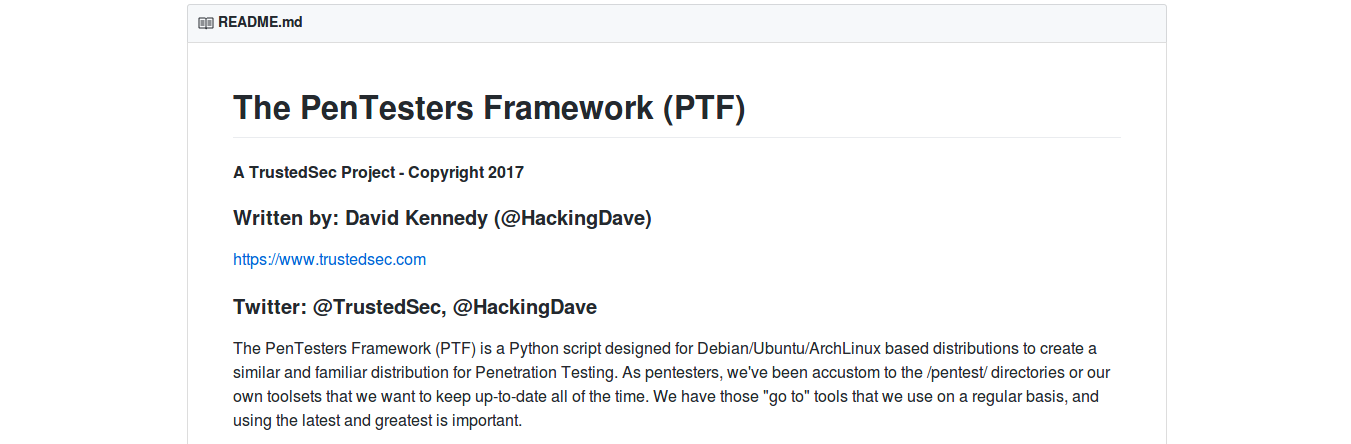 README.md
The PenTesters Framework (PTF)
A TrustedSec Project - Copyright 2017
Written by: David Kennedy (@HackingDave)
https://www.trustedsec.com
Twitter: @TrustedSec, @HackingDave
The PenTesters Framework (PTF) is a Python script designed for Debian/Ubuntu/ArchLinux based distributions to create a
similar and familiar distribution for Penetration Testing. As pentesters, we've been accustom to the /pentest/ directories or our
own toolsets that we want to keep up-to-date all of the time. We have those "go to" tools that we use on a regular basis, and
using the latest and greatest is important.